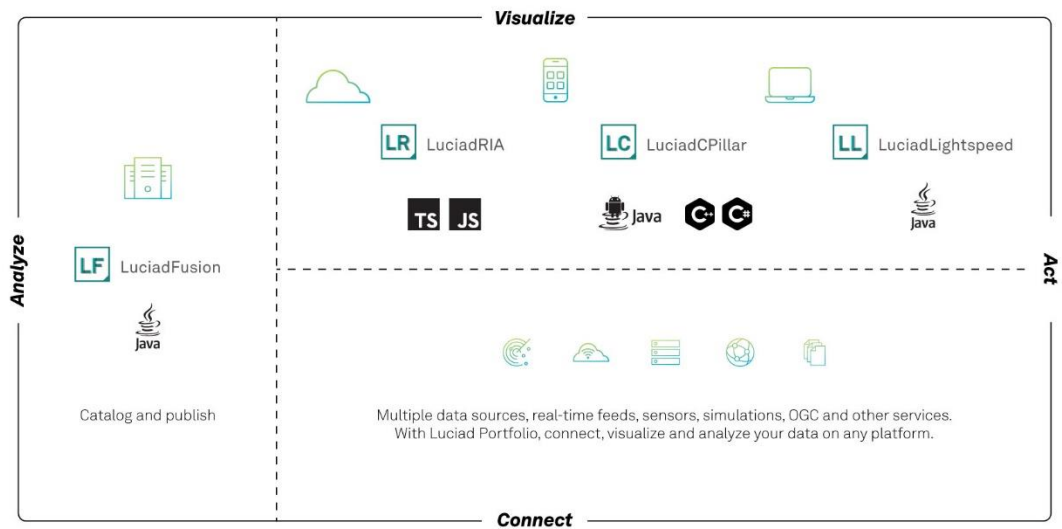 Visualize
Analyze
LF LuciadFusion
Java
Catalog and publish
LR LuciadRIA
TS JS
LC LuciadCPillar
Java C++ C#
LL LuciadLightspeed
Java
Act
Multiple data sources, real-time feeds, sensors, simulations, OGC and other services.
With Luciad Portfolio, connect, visualize and analyze your data on any platform.
Connect